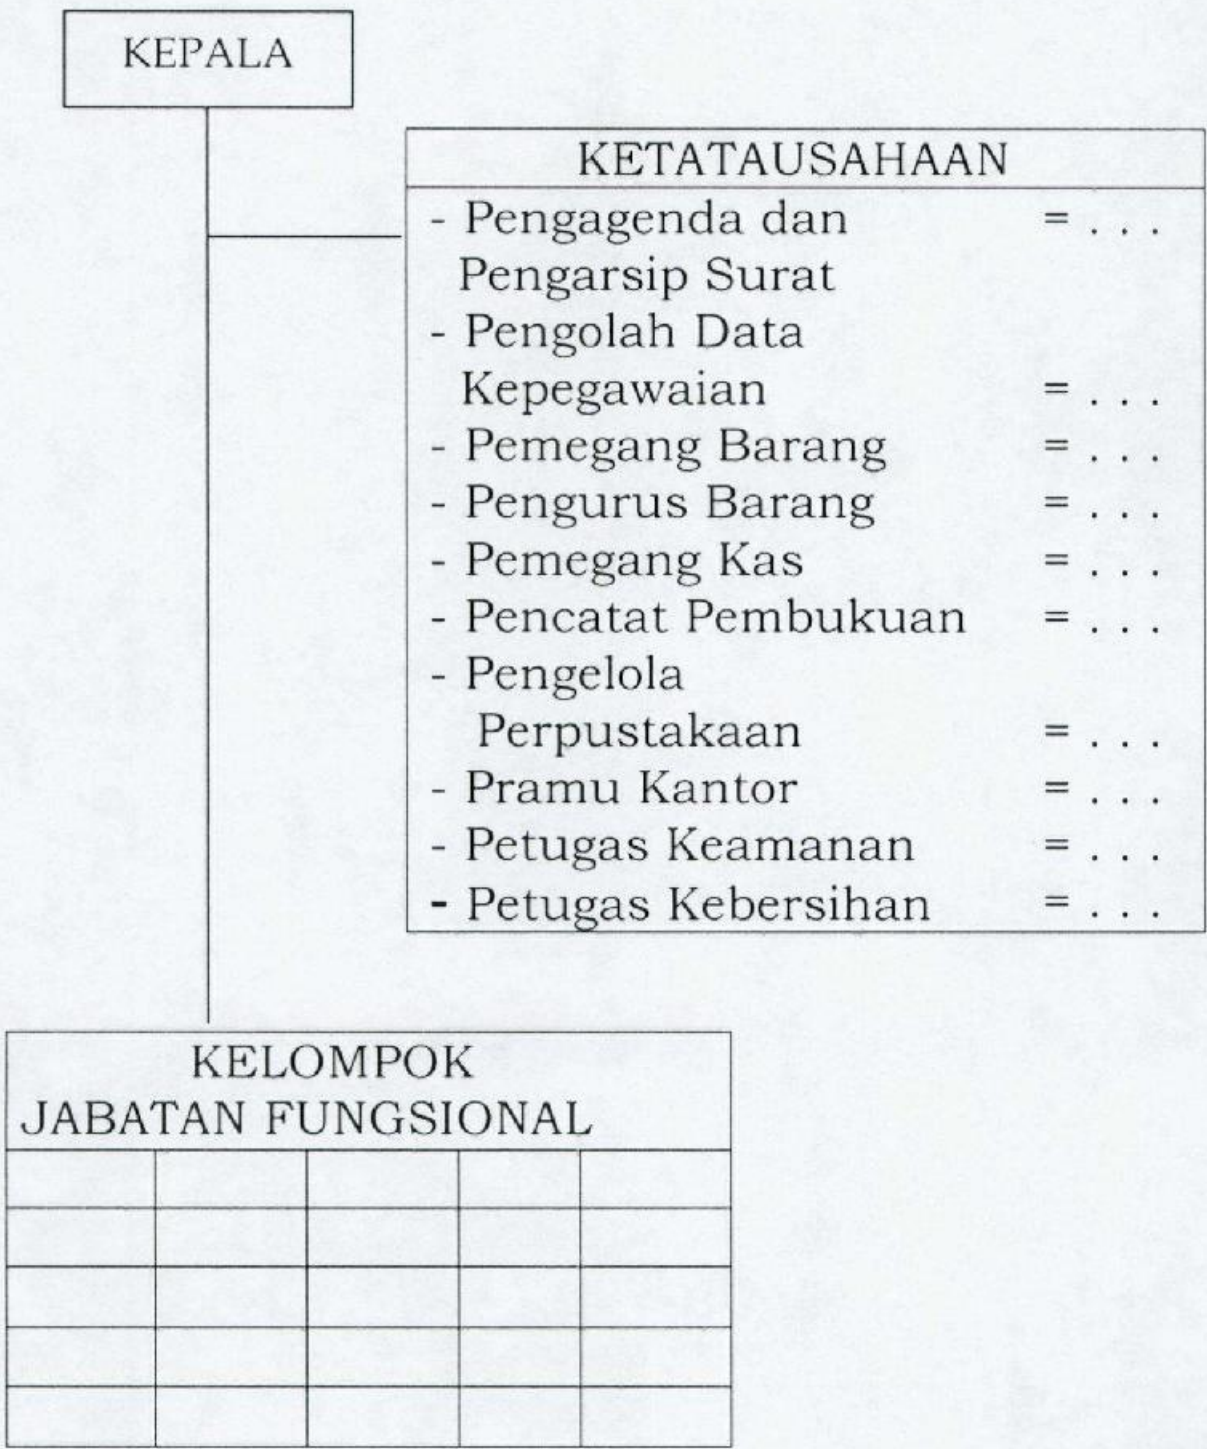 KEPALA
KETATAUSAHAAN
- Pengagenda dan = . . .
Pengarsip Surat
- Pengolah Data
Kepegawaian = . . .
- Pemegang Barang = . . .
- Pengurus Barang = . . .
- Pemegang Kas = . . .
- Pencatat Pembukuan = . . .
- Pengelola
Perpustakaan = . . .
- Pramu Kantor = . . .
- Petugas Keamanan = . . .
- Petugas Kebersihan = . . .
KELOMPOK
JABATAN FUNGSIONAL